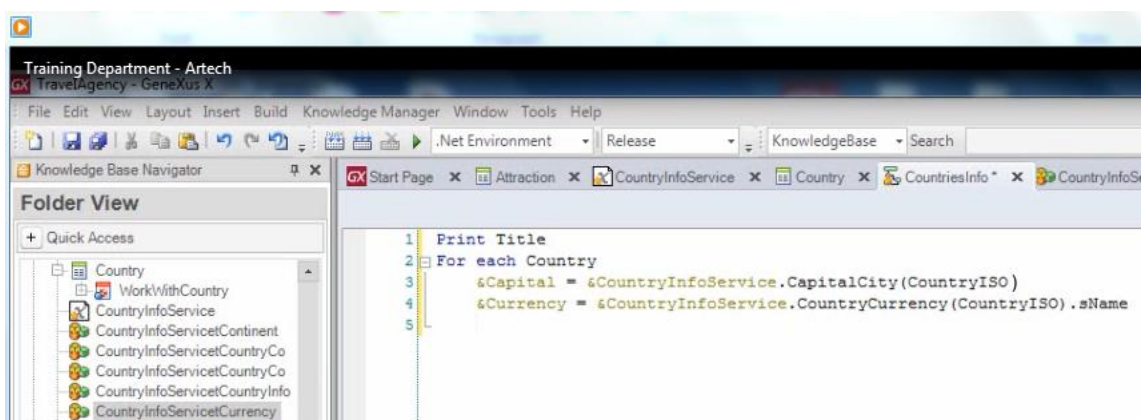 Training Department - Artech
GX TravelAgency - GeneXus X
File Edit View Layout Insert Build Knowledge Manager Window Tools Help
.Net Environment Release KnowledgeBase Search
Knowledge Base Navigator
GX Start Page Attraction CountryInfoService Country CountriesInfo * CountryInfoSe
Folder View
+ Quick Access
Country
WorkWithCountry
CountryInfoService
CountryInfoServicetContinent
CountryInfoServicetCountryCo
CountryInfoServicetCountryCo
CountryInfoServicetCountryInfo
CountryInfoServicetCurrency
1 Print Title
2 For each Country
3 &Capital = &CountryInfoService.CapitalCity(CountryISO)
4 &Currency = &CountryInfoService.CountryCurrency(CountryISO).sName
5